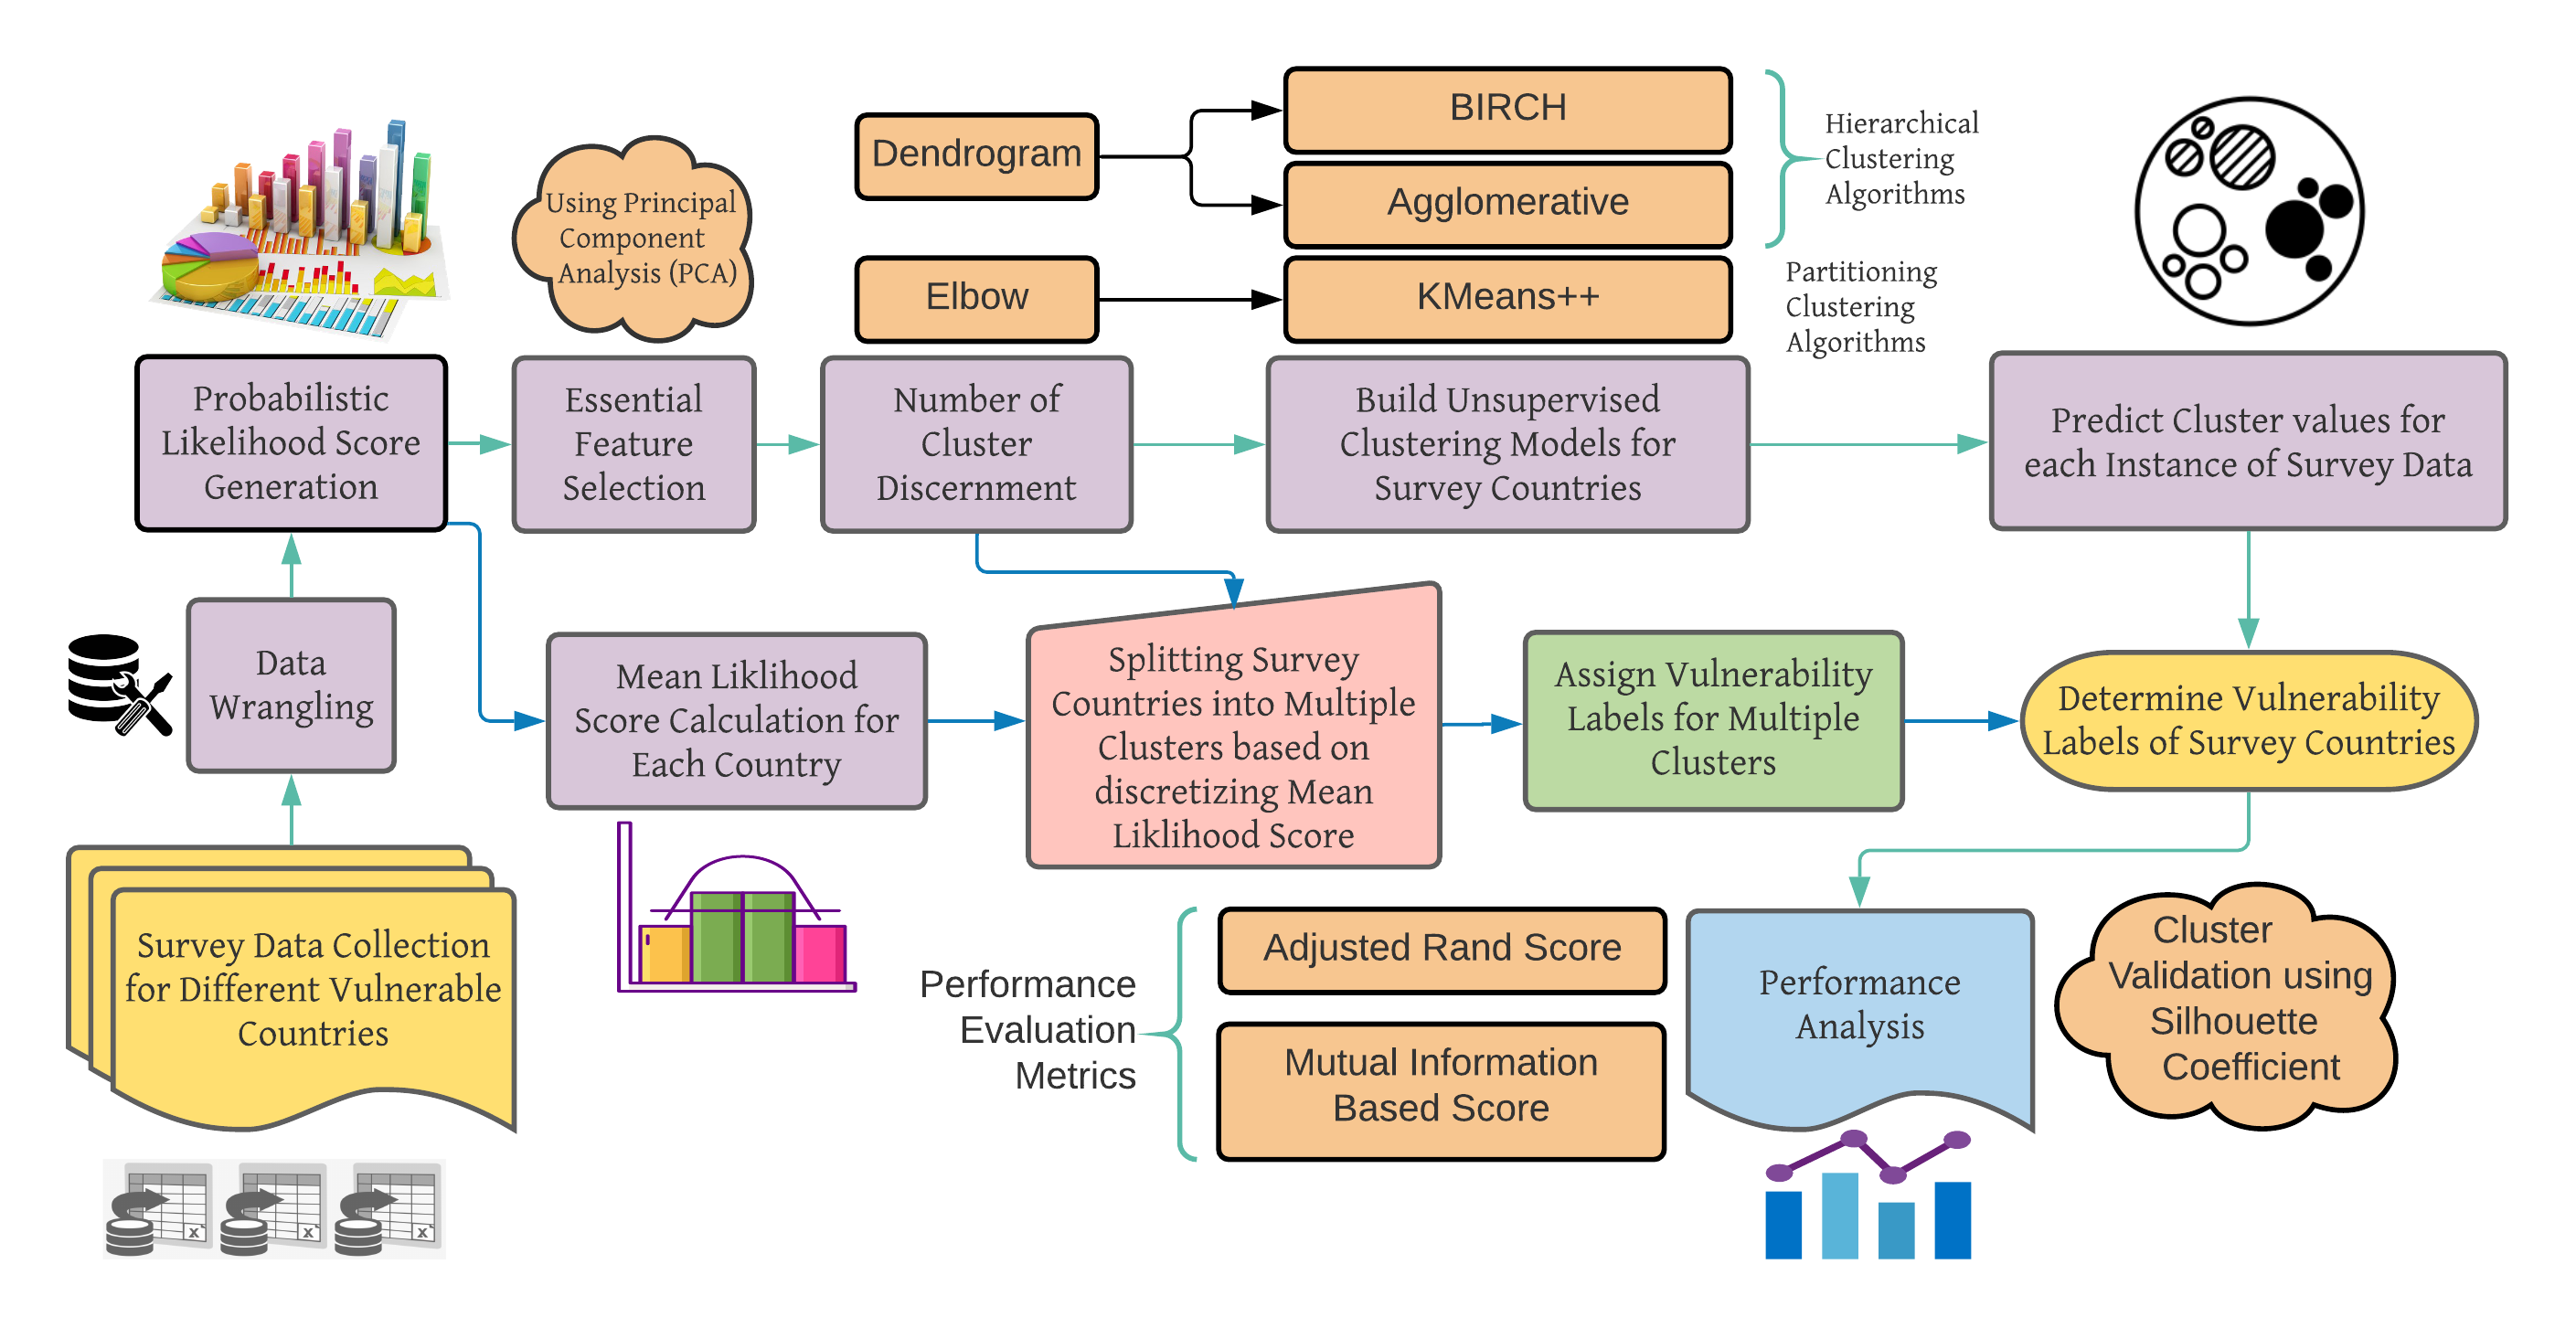 BIRCH
Dendrogram
Agglomerative
Hierarchical
Clustering
Algorithms
Using Principal
Component
Analysis (PCA)
Elbow
KMeans++
Partitioning
Clustering
Algorithms
Probabilistic
Likelihood Score
Generation
Essential
Feature
Selection
Number of
Cluster
Discernment
Build Unsupervised
Clustering Models for
Survey Countries
Predict Cluster values for
each Instance of Survey Data
Data
Wrangling
Mean Liklihood
Score Calculation for
Each Country
Splitting Survey
Countries into Multiple
Clusters based on
discretizing Mean
Liklihood Score
Assign Vulnerability
Labels for Multiple
Clusters
Determine Vulnerability
Labels of Survey Countries
Survey Data Collection
for Different Vulnerable
Countries
Performance
Evaluation
Metrics
Adjusted Rand Score
Mutual Information
Based Score
Performance
Analysis
Cluster
Validation using
Silhouette
Coefficient
X
X
X